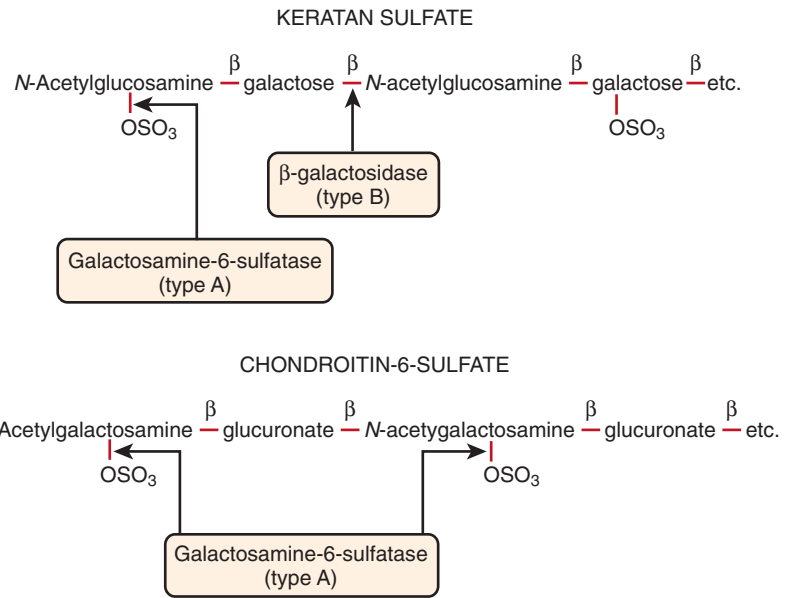 KERATAN SULFATE
β β β β
N-Acetylglucosamine galactose N-acetylglucosamine galactose etc.
OSO₃ OSO₃
β-galactosidase
(type B)
Galactosamine-6-sulfatase
(type A)
CHONDROITIN-6-SULFATE
β β β β
Acetylgalactosamine glucuronate N-acetygalactosamine glucuronate etc.
OSO₃ OSO₃
Galactosamine-6-sulfatase
(type A)